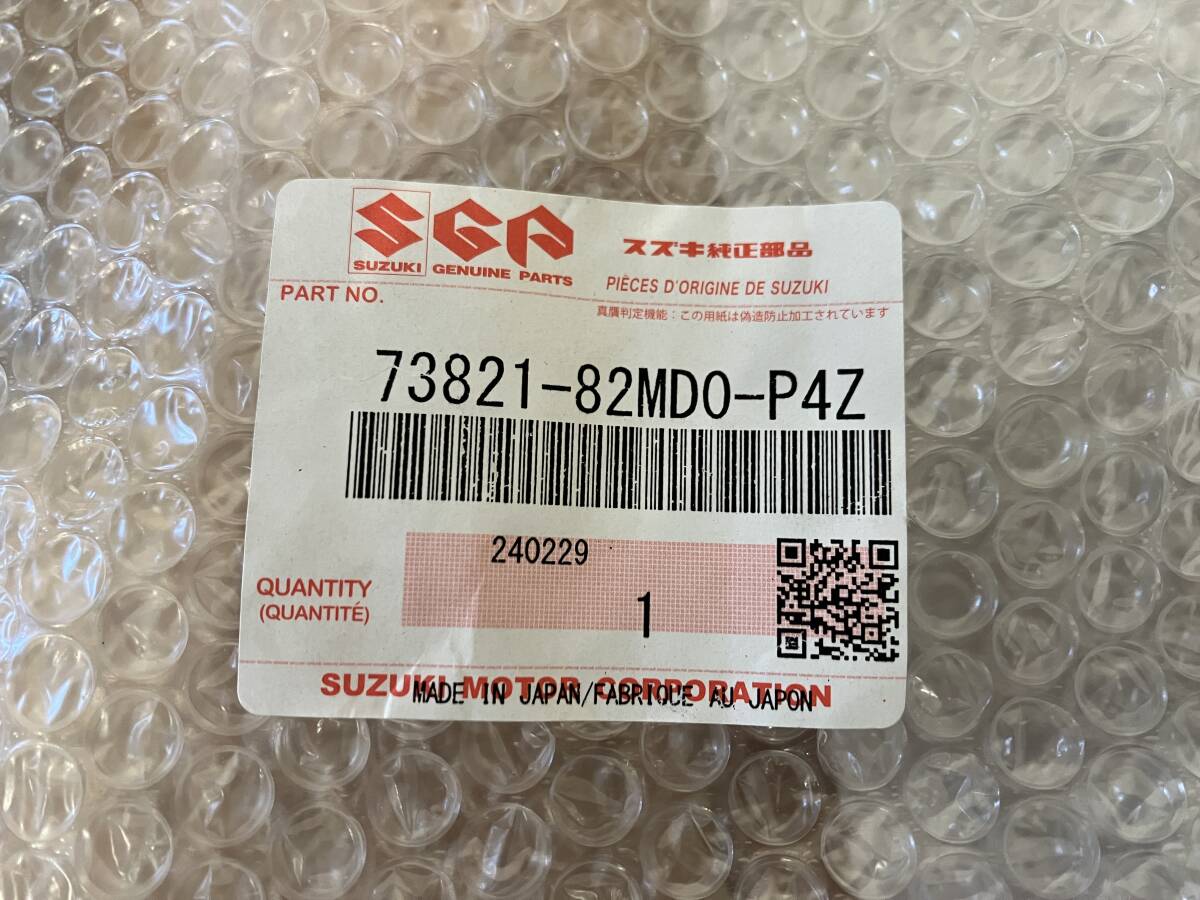 SUZUKI
SGP
GENUINE PARTS
スズキ純正部品
PIÈCES D'ORIGINE DE SUZUKI
PART NO.
真贋判定機能:この用紙は偽造防止加工されています
73821-82MD0-P4Z
240229
QUANTITY
(QUANTITÉ)
1
SUZUKI MOTOR CORPORATION
MADE IN JAPAN/FABRIQUE AU JAPON